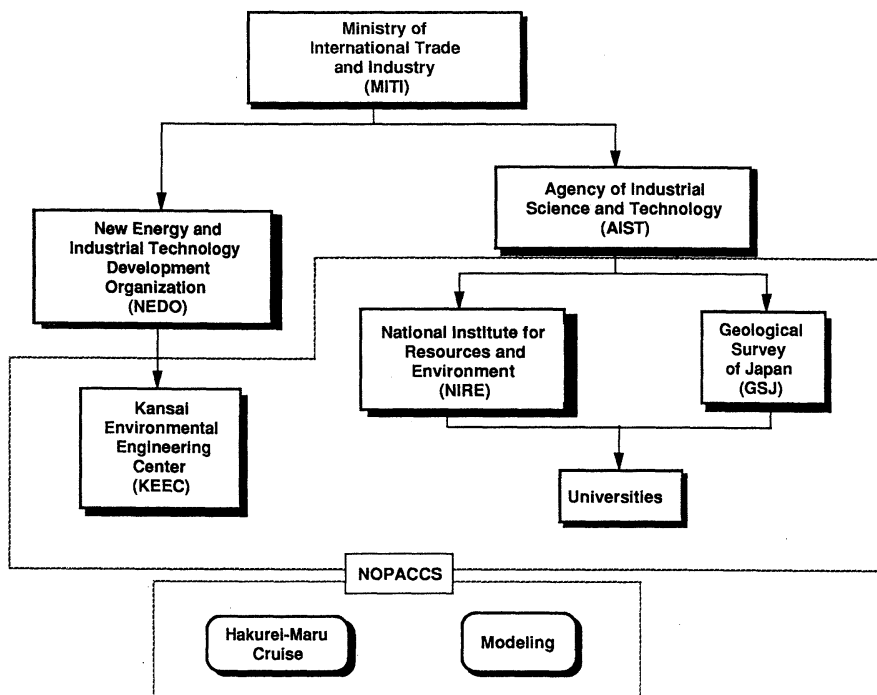 Ministry of
International Trade
and Industry
(MITI)
Agency of Industrial
Science and Technology
(AIST)
New Energy and
Industrial Technology
Development
Organization
(NEDO)
National Institute for
Resources and
Environment
(NIRE)
Geological
Survey
of Japan
(GSJ)
Kansai
Environmental
Engineering
Center
(KEEC)
Universities
NOPACCS
Hakurei-Maru
Cruise
Modeling